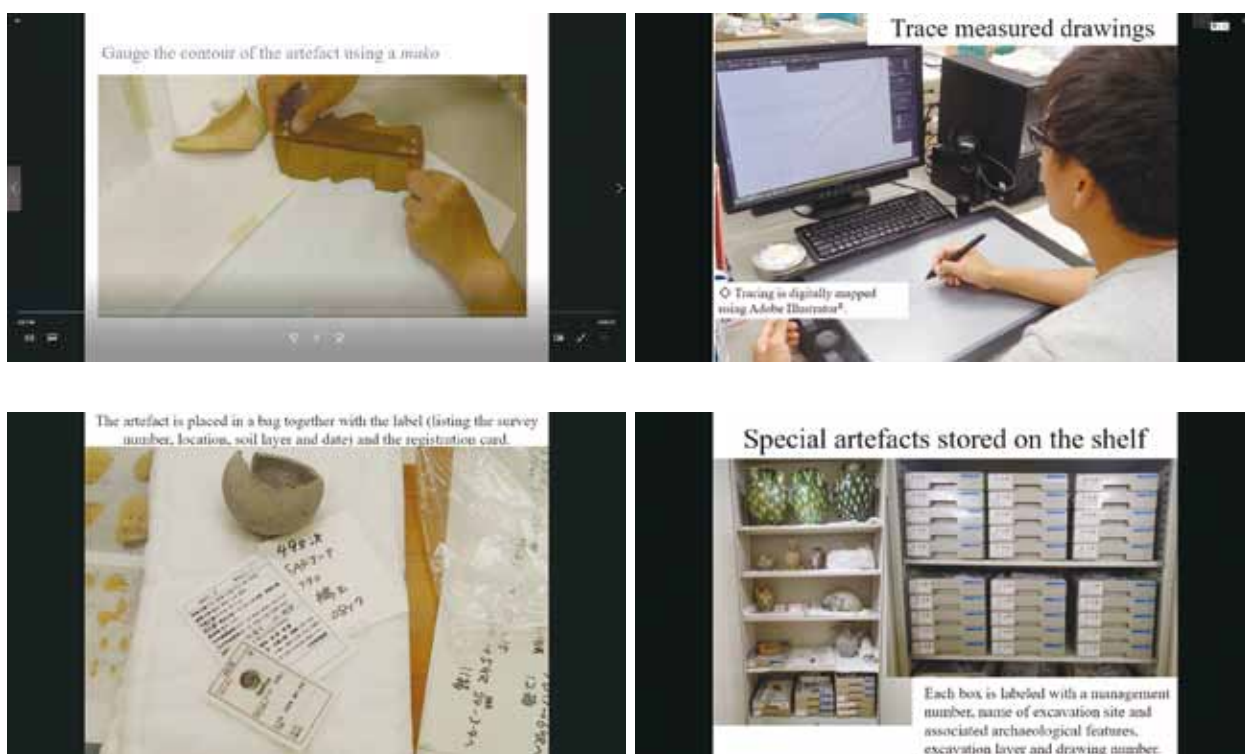 Gauge the contour of the artefact using a mako
Trace measured drawings
◇ Tracing is digitally mapped
using Adobe Illustrator®.
The artefact is placed in a bag together with the label (listing the survey
number, location, soil layer and date) and the registration card.
Special artefacts stored on the shelf
Each box is labeled with a management
number, name of excavation site and
associated archaeological features,
excavation layer and drawing number.